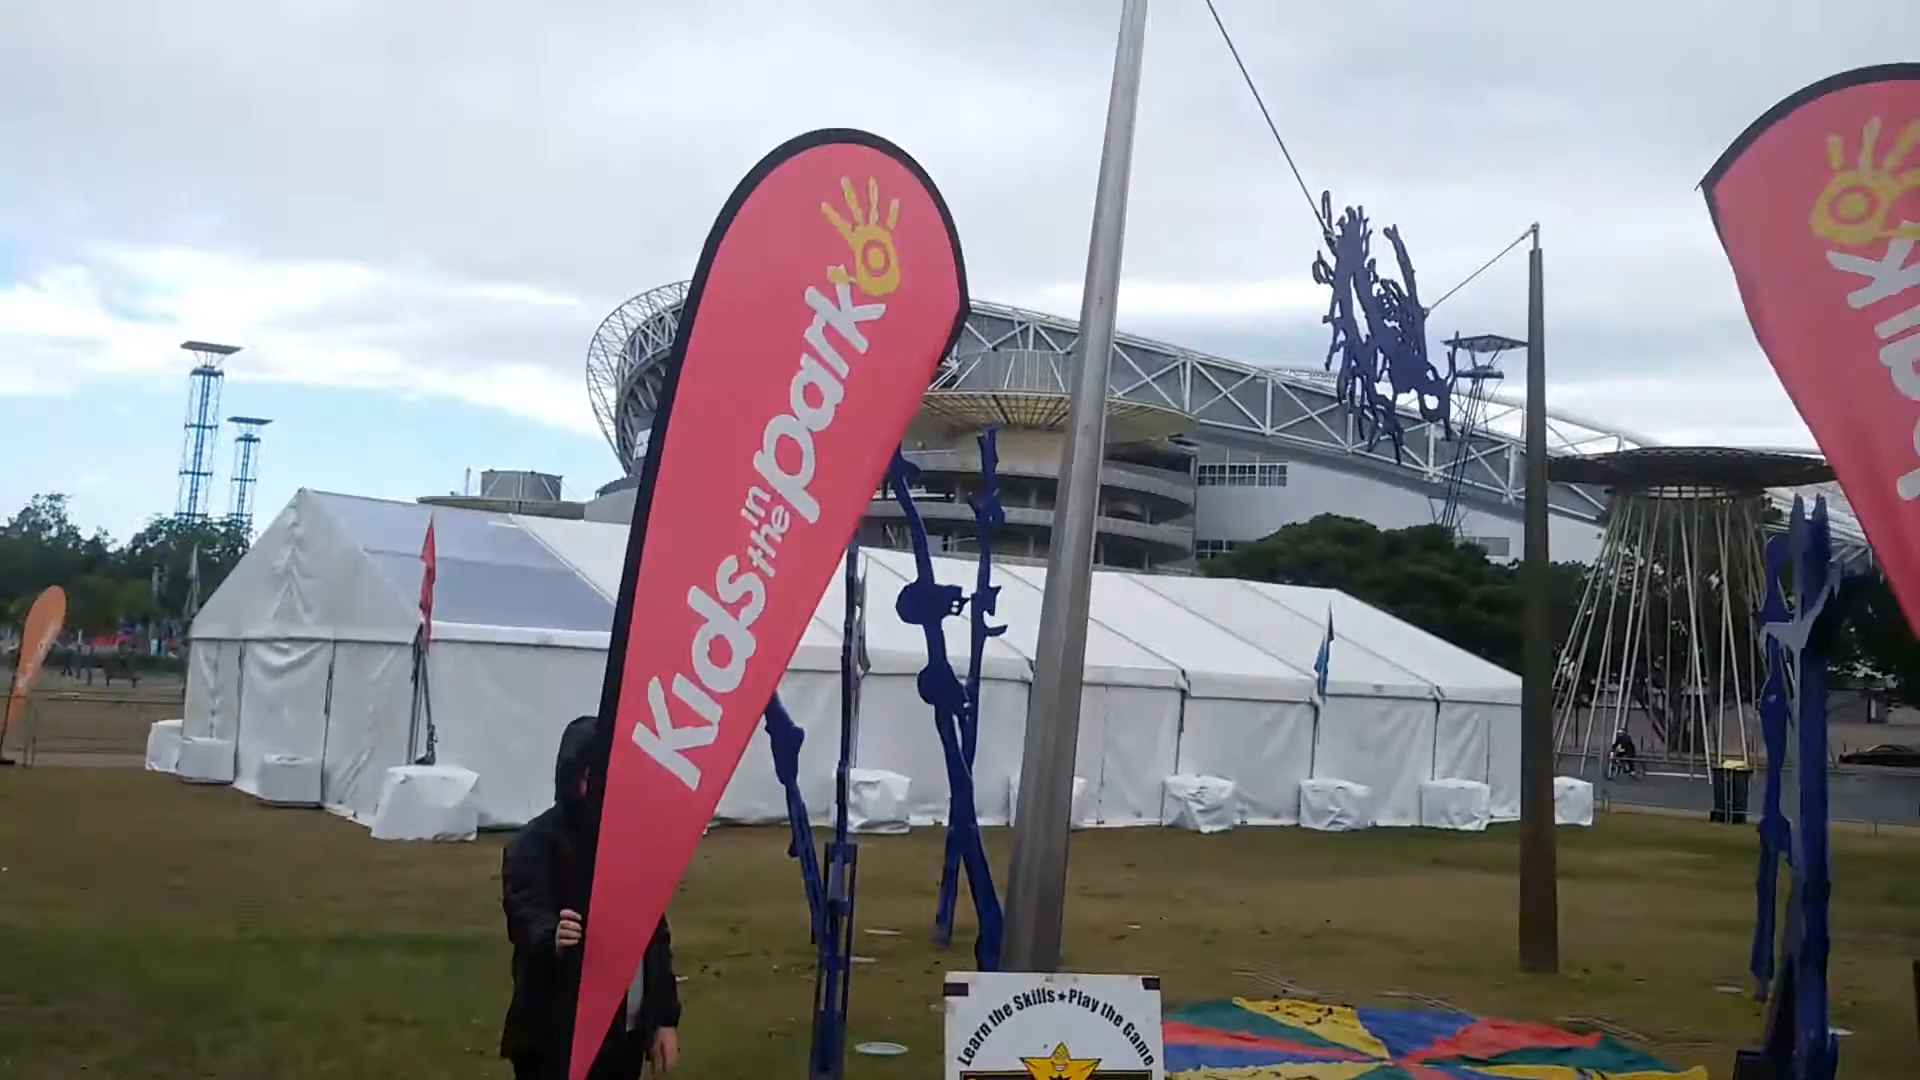 Kids in the park
Learn the Skills★Play the Game
Park